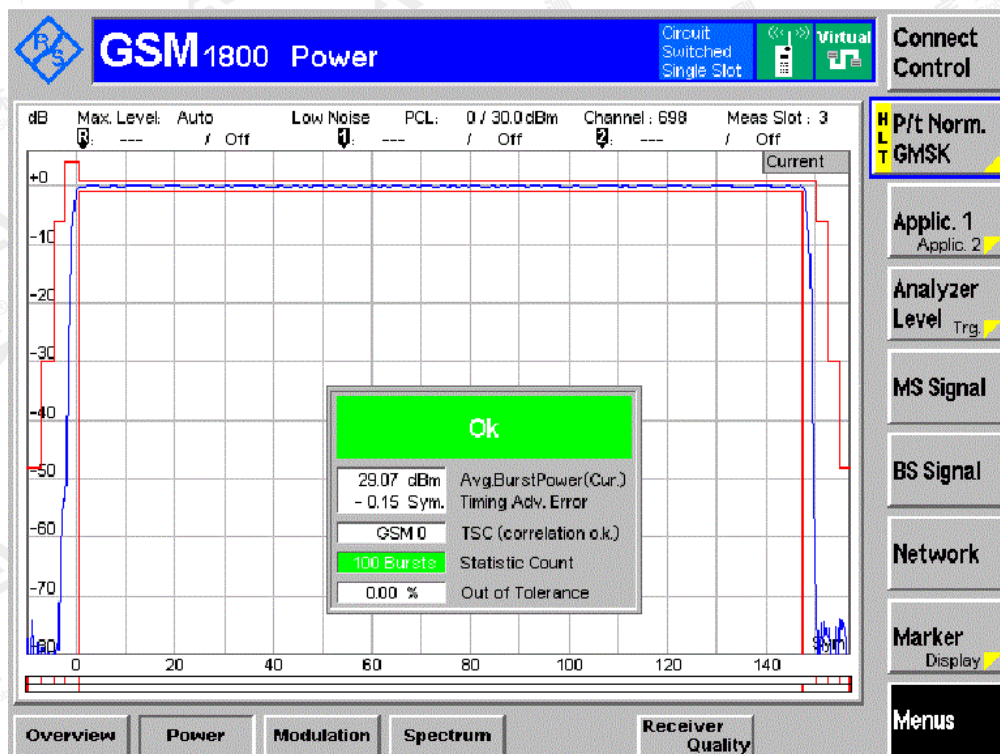 R S
GSM 1800 Power
Circuit Switched Single Slot
Virtual
Connect Control
dB Max. Level: Auto Low Noise PCL: 0 / 30.0 dBm Channel : 698 Meas Slot : 3
R : --- / Off 1 : --- / Off 2 : --- / Off
Current
H L T
P/t Norm. GMSK
Applic. 1
Applic. 2
Analyzer Level Trg.
MS Signal
BS Signal
Network
Marker
Display
Menus
+0
-10
-20
-30
-40
-50
-60
-70
-80
Sym
0 20 40 60 80 100 120 140
Ok
29.07 dBm Avg.BurstPower(Cur.)
- 0.15 Sym. Timing Adv. Error
GSM 0 TSC (correlation o.k.)
100 Bursts Statistic Count
0.00 % Out of Tolerance
Overview Power Modulation Spectrum Receiver Quality